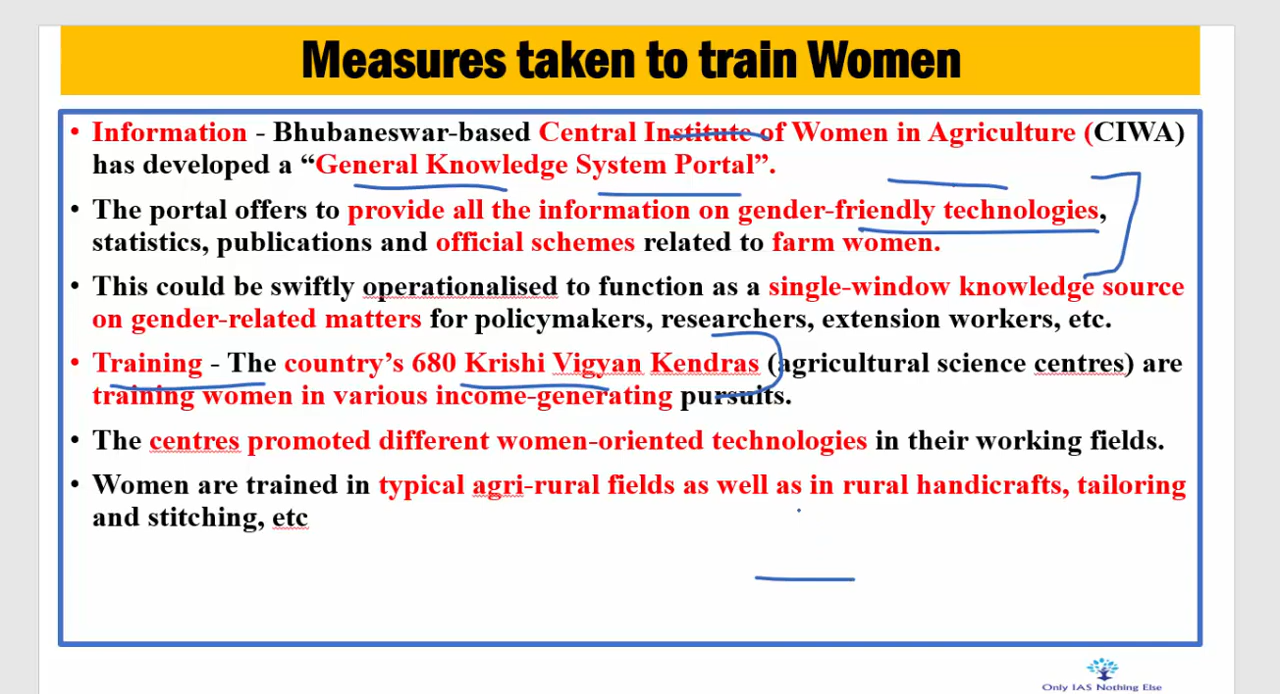 Measures taken to train Women
• Information - Bhubaneswar-based Central Institute of Women in Agriculture (CIWA)
has developed a “General Knowledge System Portal”.
• The portal offers to provide all the information on gender-friendly technologies,
statistics, publications and official schemes related to farm women.
• This could be swiftly operationalised to function as a single-window knowledge source
on gender-related matters for policymakers, researchers, extension workers, etc.
• Training - The country’s 680 Krishi Vigyan Kendras (agricultural science centres) are
training women in various income-generating pursuits.
• The centres promoted different women-oriented technologies in their working fields.
• Women are trained in typical agri-rural fields as well as in rural handicrafts, tailoring
and stitching, etc
Only IAS Nothing Else